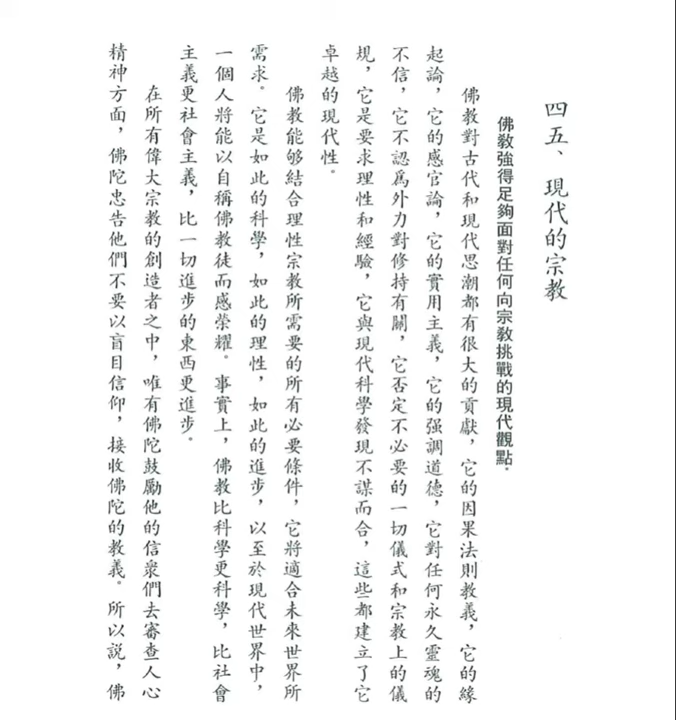 四五、現代的宗教
佛教強得足夠面對任何向宗教挑戰的現代觀點.
佛教對古代和現代思潮都有很大的貢獻，它的因果法則教義，它的緣
起論，它的感官論，它的實用主義，它的强調道德，它對任何永久靈魂的
不信，它不認爲外力對修持有關，它否定不必要的一切儀式和宗教上的儀
規，它是要求理性和經驗，它與現代科學發現不謀而合，這些都建立了它
卓越的現代性。
佛教能够結合理性宗教所需要的所有必要條件，它將適合未來世界所
需求。它是如此的科學，如此的理性，如此的進步，以至於現代世界中，
一個人將能以自稱佛教徒而感榮耀。事實上，佛教比科學更科學，比社會
主義更社會主義，比一切進步的東西更進步。
在所有偉大宗教的創造者之中，唯有佛陀鼓勵他的信衆們去審查人心
精神方面，佛陀忠告他們不要以盲目信仰，接收佛陀的教義。所以説，佛